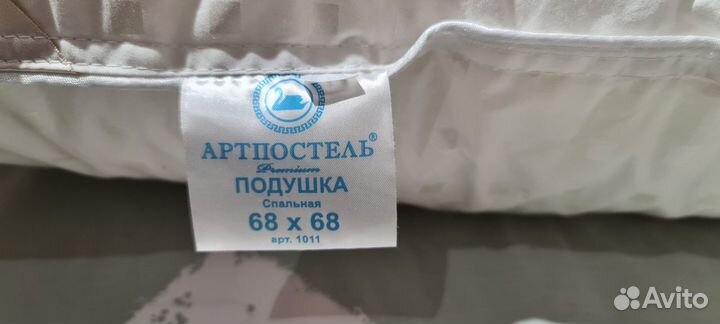 АРТПОСТЕЛЬ®
Premium
ПОДУШКА
Спальная
68 х 68
арт. 1011
Avito